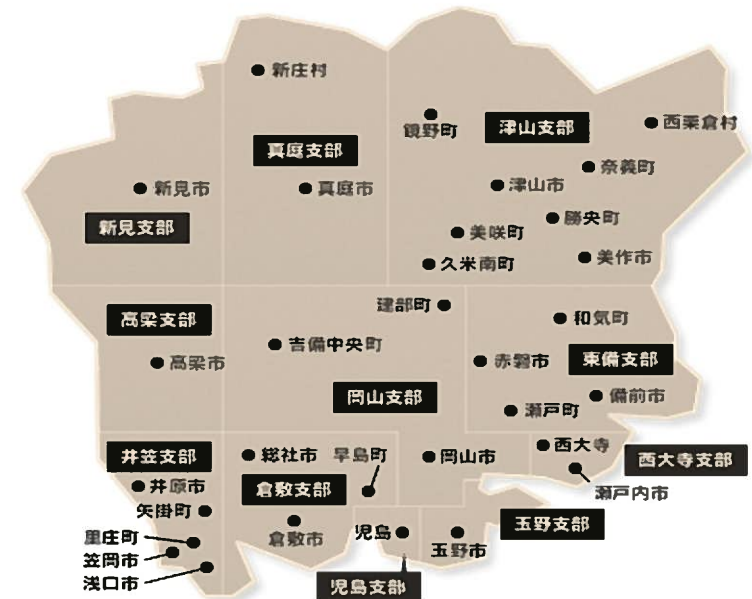 新庄村
鏡野町
津山支部
西粟倉村
真庭支部
奈義町
新見市
真庭市
津山市
新見支部
勝央町
美咲町
久米南町
美作市
建部町
高梁支部
和気町
吉備中央町
高梁市
赤磐市
東備支部
岡山支部
備前市
瀬戸町
井笠支部
総社市
早島町
岡山市
西大寺
西大寺支部
井原市
倉敷支部
瀬戸内市
矢掛町
倉敷市
児島
玉野支部
里庄町
玉野市
笠岡市
浅口市
児島支部